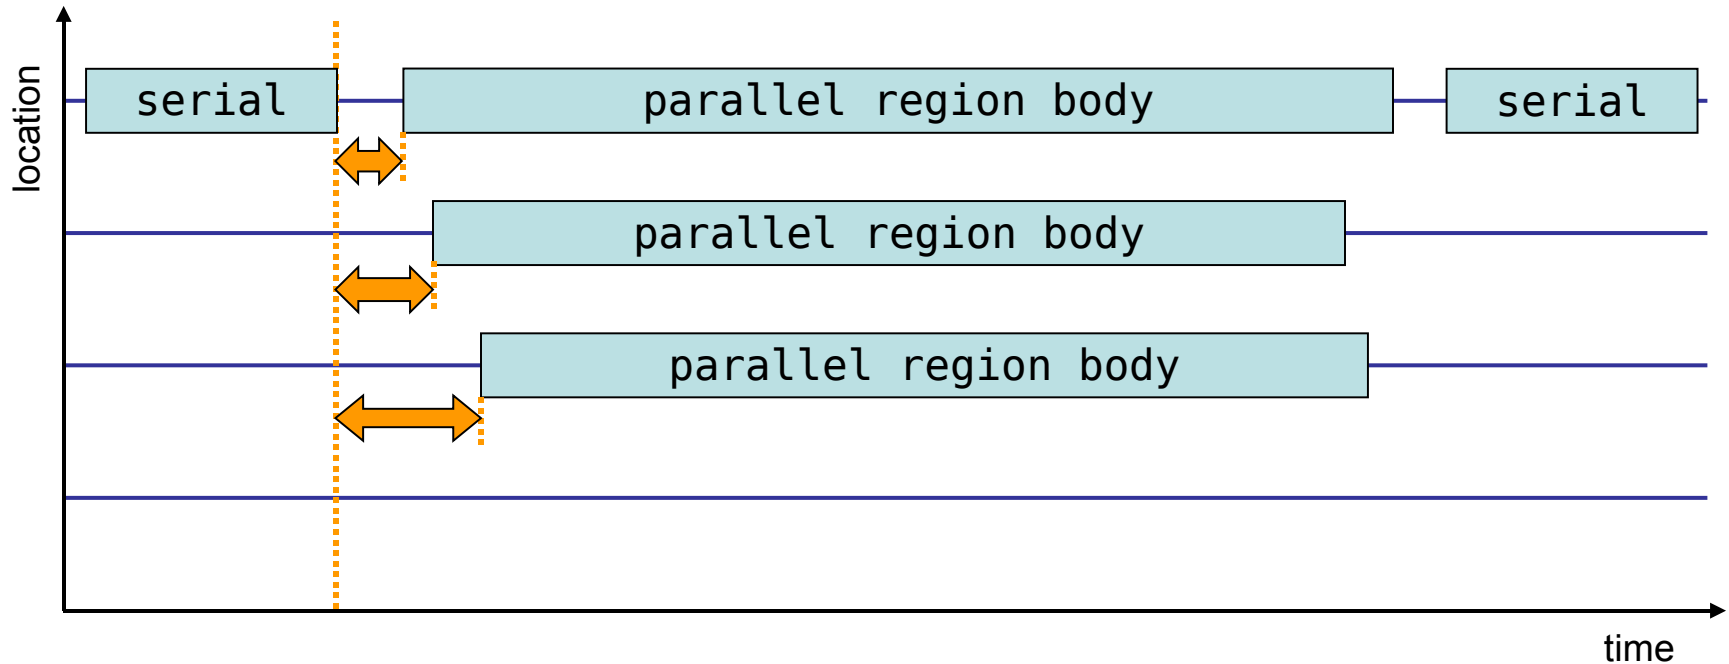 location
serial
parallel region body
serial
parallel region body
parallel region body
time